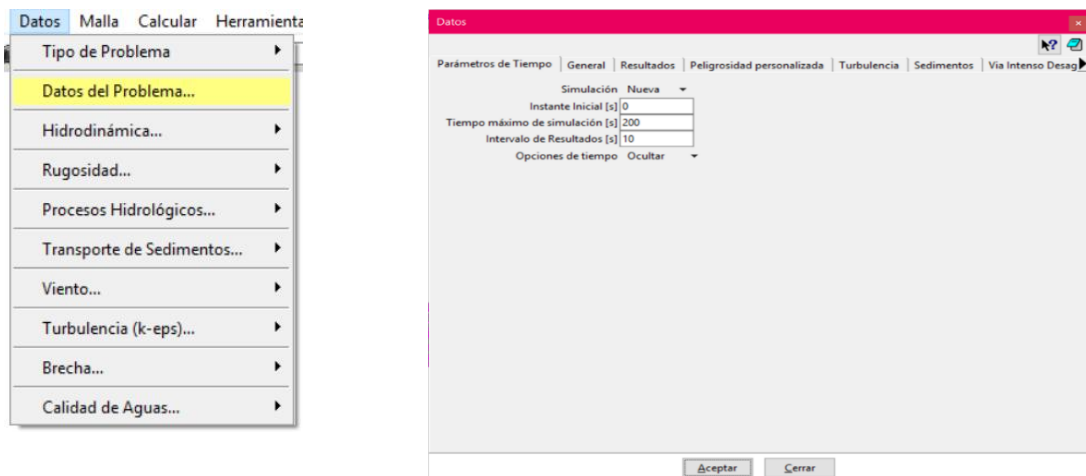 Datos Malla Calcular Herramienta
Tipo de Problema
Datos del Problema...
Hidrodinámica...
Rugosidad...
Procesos Hidrológicos...
Transporte de Sedimentos...
Viento...
Turbulencia (k-eps)...
Brecha...
Calidad de Aguas...
Datos
Parámetros de Tiempo General Resultados Peligrosidad personalizada Turbulencia Sedimentos Via Intenso Desag
Simulación Nueva
Instante Inicial [s] 0
Tiempo máximo de simulación [s] 200
Intervalo de Resultados [s] 10
Opciones de tiempo Ocultar
Aceptar Cerrar